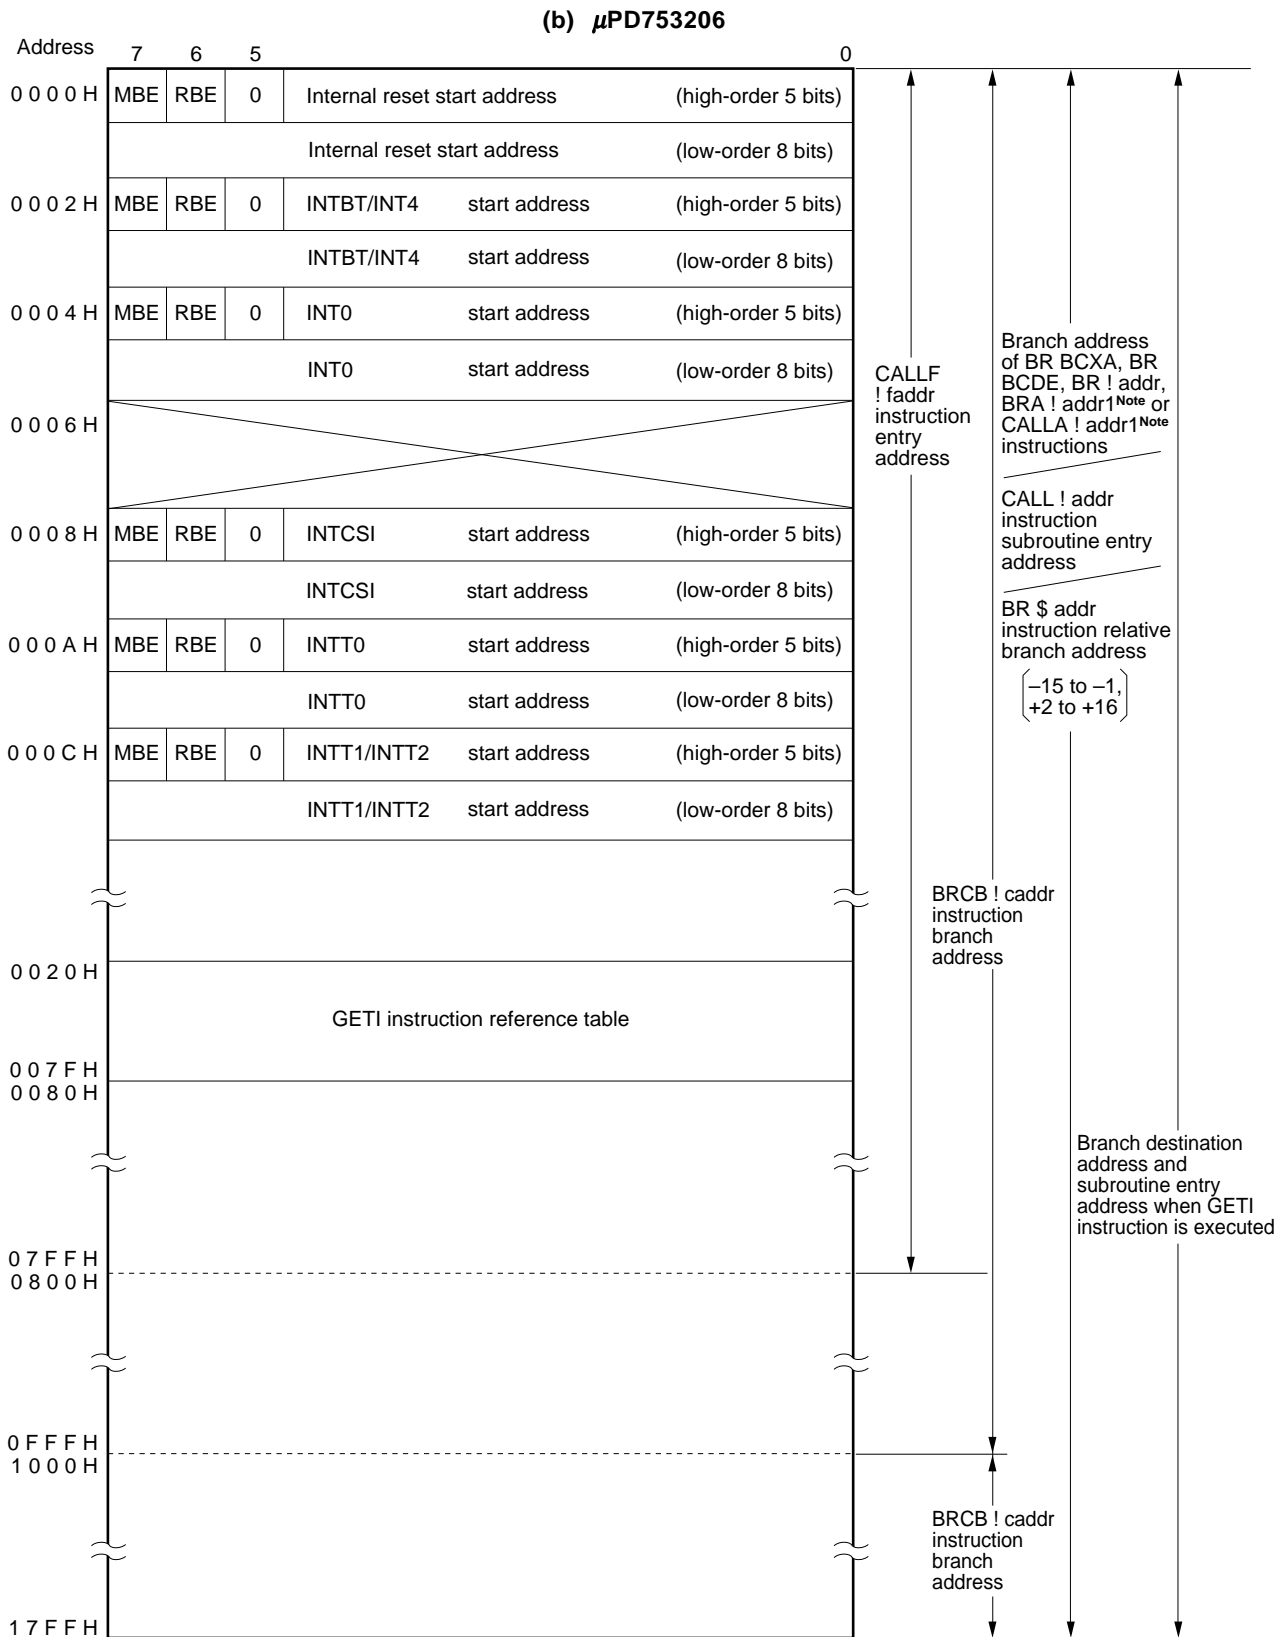 (b) μPD753206
Address 7 6 5 0
0000H MBE RBE 0 Internal reset start address (high-order 5 bits)
Internal reset start address (low-order 8 bits)
0002H MBE RBE 0 INTBT/INT4 start address (high-order 5 bits)
INTBT/INT4 start address (low-order 8 bits)
0004H MBE RBE 0 INT0 start address (high-order 5 bits)
INT0 start address (low-order 8 bits)
0006H
0008H MBE RBE 0 INTCSI start address (high-order 5 bits)
INTCSI start address (low-order 8 bits)
000AH MBE RBE 0 INTT0 start address (high-order 5 bits)
INTT0 start address (low-order 8 bits)
000CH MBE RBE 0 INTT1/INTT2 start address (high-order 5 bits)
INTT1/INTT2 start address (low-order 8 bits)
0020H
GETI instruction reference table
007FH
0080H
07FFH
0800H
0FFFH
1000H
17FFH
CALLF
! faddr
instruction
entry
address
BRCB ! caddr
instruction
branch
address
BRCB ! caddr
instruction
branch
address
Branch address
of BR BCXA, BR
BCDE, BR ! addr,
BRA ! addr1Note or
CALLA ! addr1Note
instructions
CALL ! addr
instruction
subroutine entry
address
BR $ addr
instruction relative
branch address
–15 to –1,
+2 to +16
Branch destination
address and
subroutine entry
address when GETI
instruction is executed